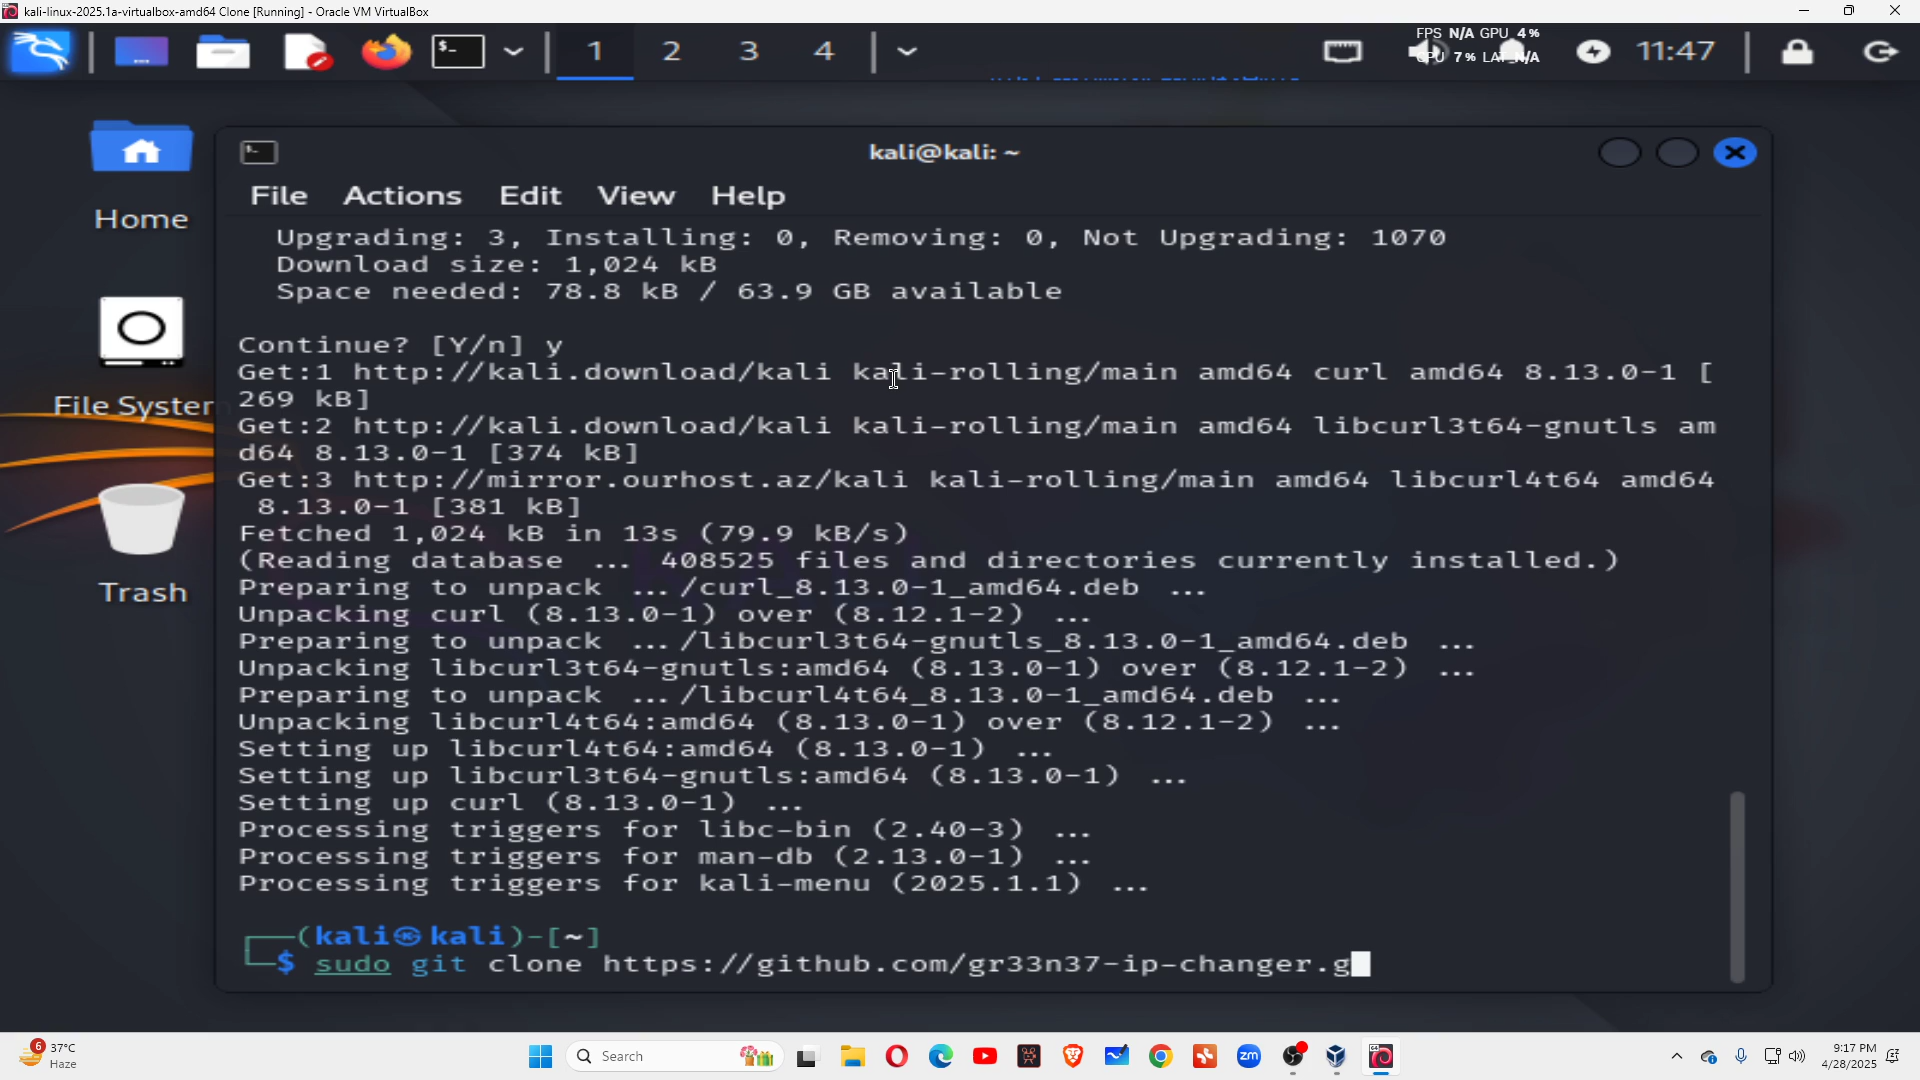 kali-linux-2025.1a-virtualbox-amd64 Clone [Running] - Oracle VM VirtualBox
1 2 3 4
FPS N/A GPU 4%
CPU 7% LAT N/A
11:47
kali@kali: ~
File Actions Edit View Help
Home
File System
Trash
Upgrading: 3, Installing: 0, Removing: 0, Not Upgrading: 1070
Download size: 1,024 kB
Space needed: 78.8 kB / 63.9 GB available
Continue? [Y/n] y
Get:1 http://kali.download/kali kali-rolling/main amd64 curl amd64 8.13.0-1 [
269 kB]
Get:2 http://kali.download/kali kali-rolling/main amd64 libcurl3t64-gnutls am
d64 8.13.0-1 [374 kB]
Get:3 http://mirror.ourhost.az/kali kali-rolling/main amd64 libcurl4t64 amd64
8.13.0-1 [381 kB]
Fetched 1,024 kB in 13s (79.9 kB/s)
(Reading database ... 408525 files and directories currently installed.)
Preparing to unpack .../curl_8.13.0-1_amd64.deb ...
Unpacking curl (8.13.0-1) over (8.12.1-2) ...
Preparing to unpack .../libcurl3t64-gnutls_8.13.0-1_amd64.deb ...
Unpacking libcurl3t64-gnutls:amd64 (8.13.0-1) over (8.12.1-2) ...
Preparing to unpack .../libcurl4t64_8.13.0-1_amd64.deb ...
Unpacking libcurl4t64:amd64 (8.13.0-1) over (8.12.1-2) ...
Setting up libcurl4t64:amd64 (8.13.0-1) ...
Setting up libcurl3t64-gnutls:amd64 (8.13.0-1) ...
Setting up curl (8.13.0-1) ...
Processing triggers for libc-bin (2.40-3) ...
Processing triggers for man-db (2.13.0-1) ...
Processing triggers for kali-menu (2025.1.1) ...
┌──(kali㉿kali)-[~]
└─$ sudo git clone https://github.com/gr33n37-ip-changer.g
6
37°C
Haze
Search
zm
9:17 PM
4/28/2025